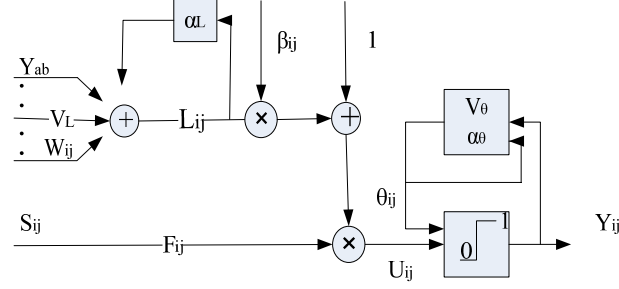 αL
βij
1
Yab
VL
Wij
+
Lij
×
+
Vθ
αθ
θij
Sij
Fij
×
Uij
0
1
Yij